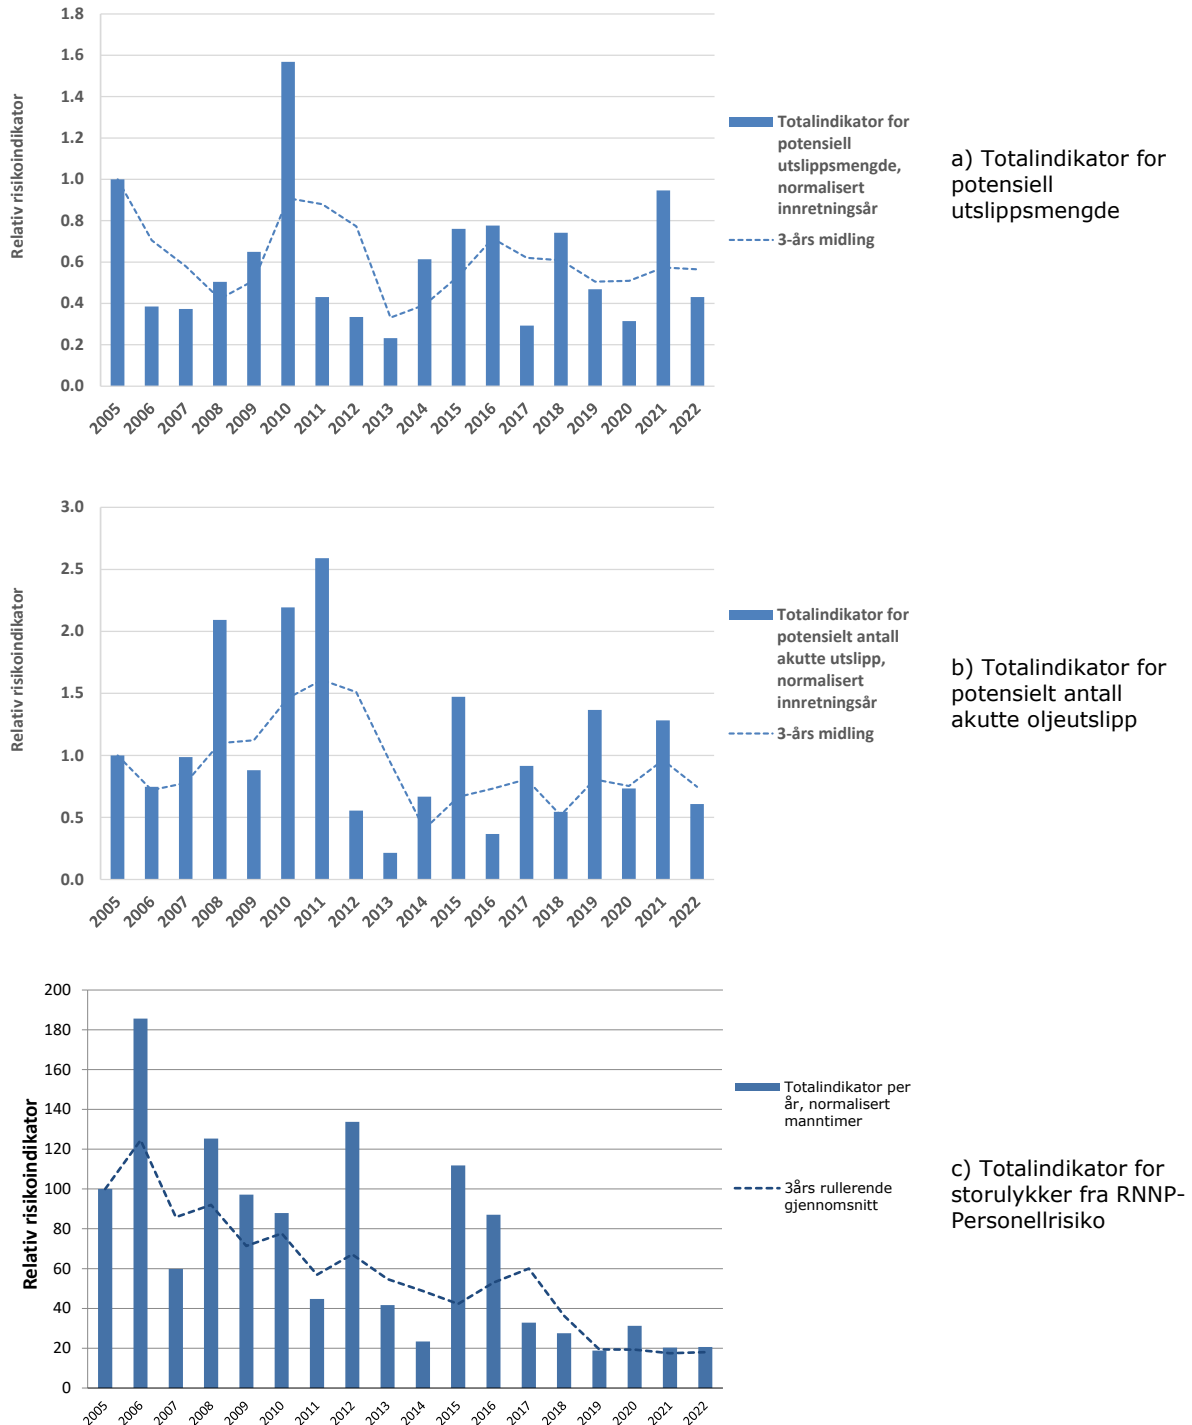 Relativ risikoindikator
1.8
1.6
1.4
1.2
1.0
0.8
0.6
0.4
0.2
0.0
2005
2006
2007
2008
2009
2010
2011
2012
2013
2014
2015
2016
2017
2018
2019
2020
2021
2022
Totalindikator for
potensiell
utslippsmengde,
normalisert
innretningsår
3-års midling
a) Totalindikator for
potensiell
utslippsmengde
Relativ risikoindikator
3.0
2.5
2.0
1.5
1.0
0.5
0.0
2005
2006
2007
2008
2009
2010
2011
2012
2013
2014
2015
2016
2017
2018
2019
2020
2021
2022
Totalindikator for
potensielt antall
akutte utslipp,
normalisert
innretningsår
3-års midling
b) Totalindikator for
potensielt antall
akutte oljeutslipp
Relativ risikoindikator
200
180
160
140
120
100
80
60
40
20
0
2005
2006
2007
2008
2009
2010
2011
2012
2013
2014
2015
2016
2017
2018
2019
2020
2021
2022
Totalindikator per
år, normalisert
manntimer
3års rullerende
gjennomsnitt
c) Totalindikator for
storulykker fra RNNP-
Personellrisiko